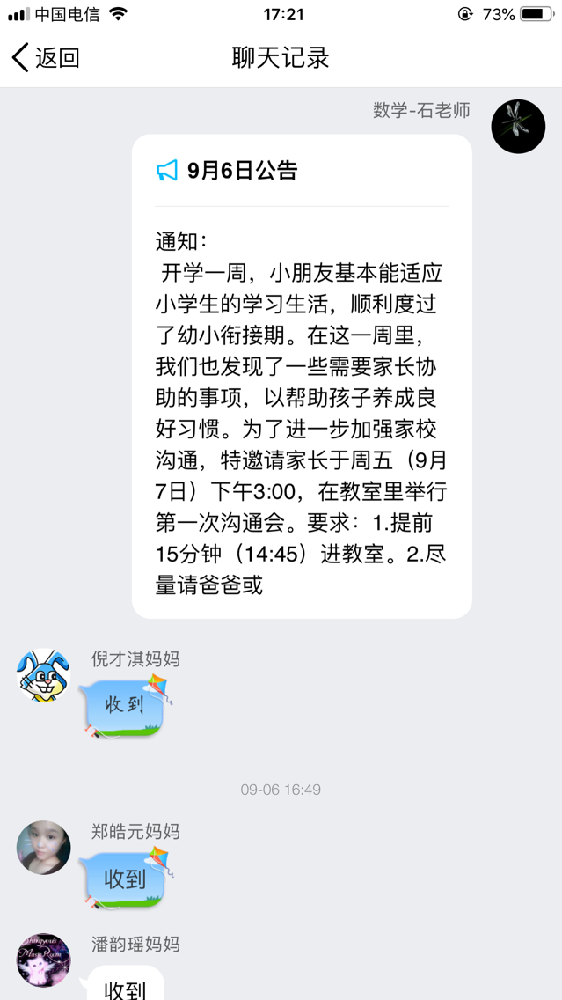 中国电信 17:21 73%
返回 聊天记录
数学-石老师
9月6日公告
通知：
开学一周，小朋友基本能适应
小学生的学习生活，顺利度过
了幼小衔接期。在这一周里，
我们也发现了一些需要家长协
助的事项，以帮助孩子养成良
好习惯。为了进一步加强家校
沟通，特邀请家长于周五（9月
7日）下午3:00，在教室里举行
第一次沟通会。要求：1.提前
15分钟（14:45）进教室。2.尽
量请爸爸或
倪才淇妈妈
收到
09-06 16:49
郑皓元妈妈
收到
潘韵瑶妈妈
收到